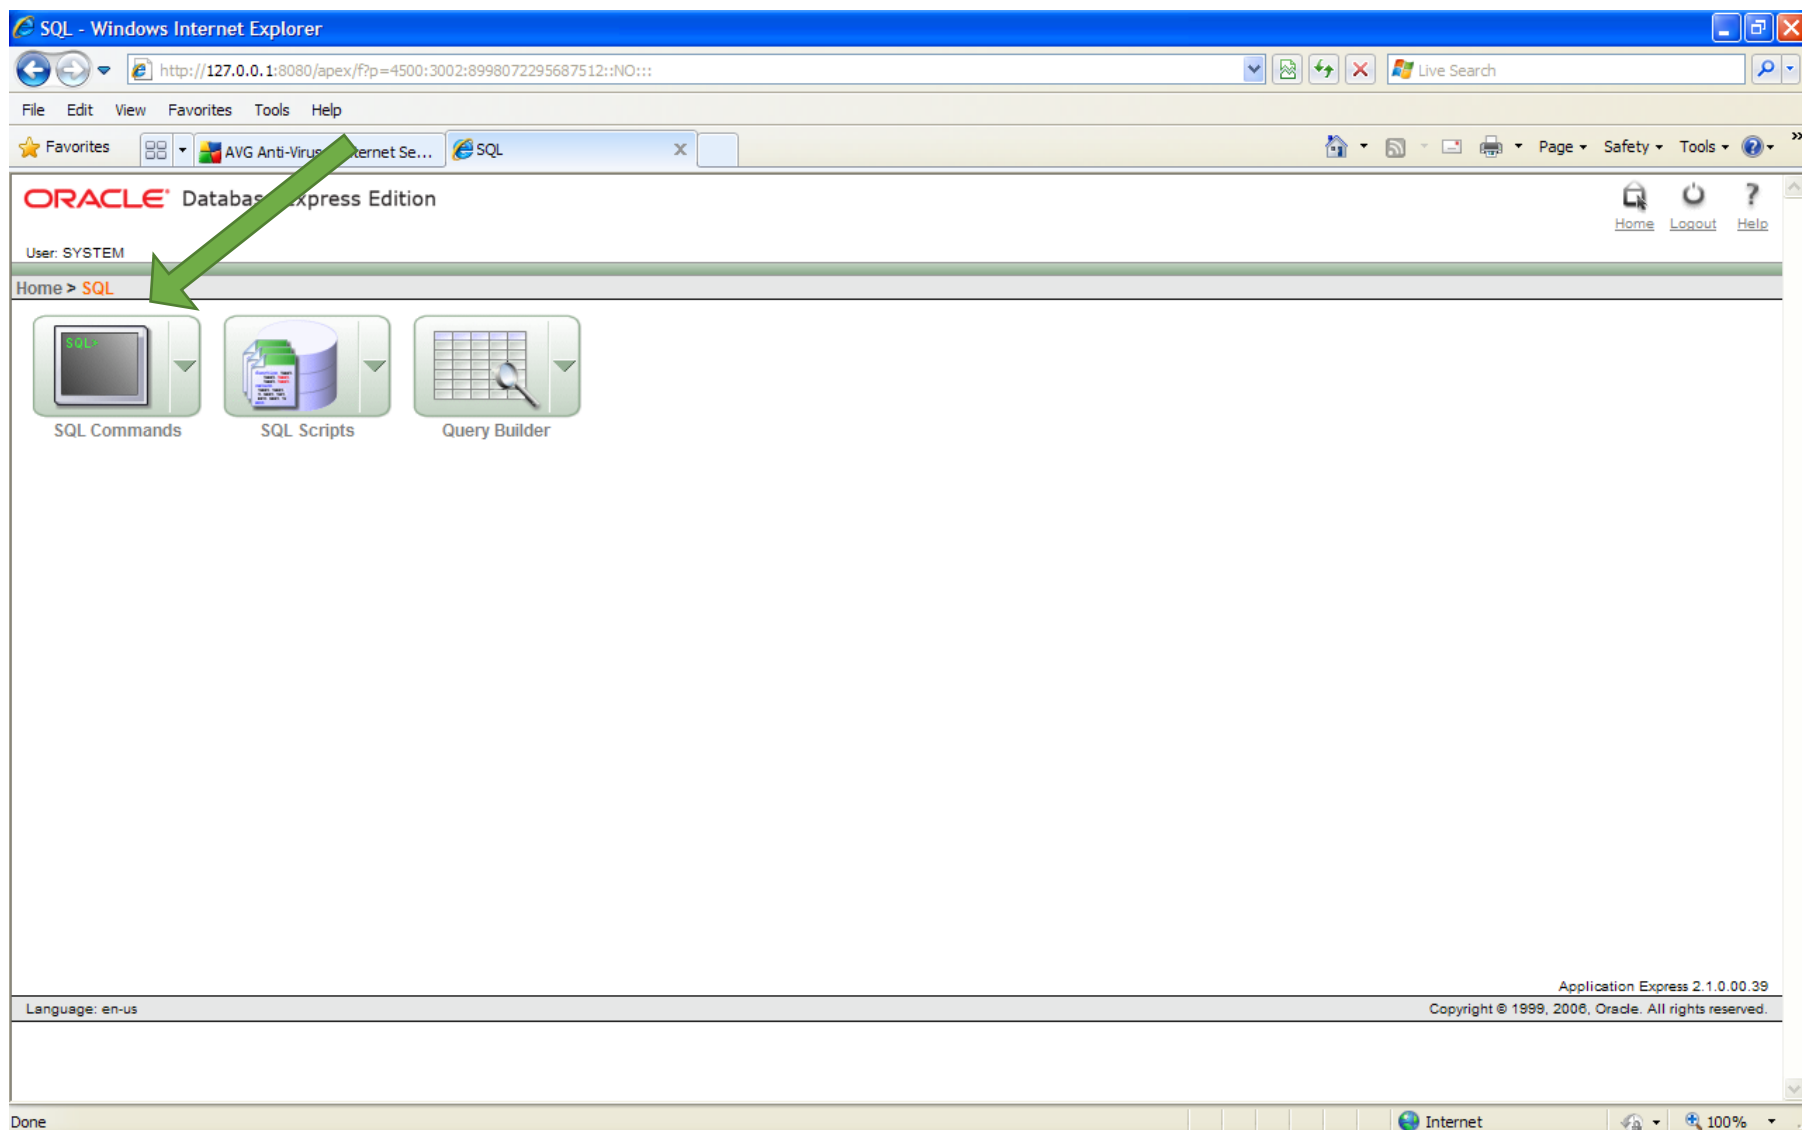 SQL - Windows Internet Explorer
http://127.0.0.1:8080/apex/f?p=4500:3002:8998072295687512::NO:::
Live Search
File Edit View Favorites Tools Help
Favorites
AVG Anti-Virus
Se...
SQL
Page Safety Tools
ORACLE Database Express Edition
Home Logout Help
User: SYSTEM
Home > SQL
SQL>
SQL Commands SQL Scripts Query Builder
Application Express 2.1.0.00.39
Language: en-us
Copyright © 1999, 2006, Oracle. All rights reserved.
Done
Internet
100%